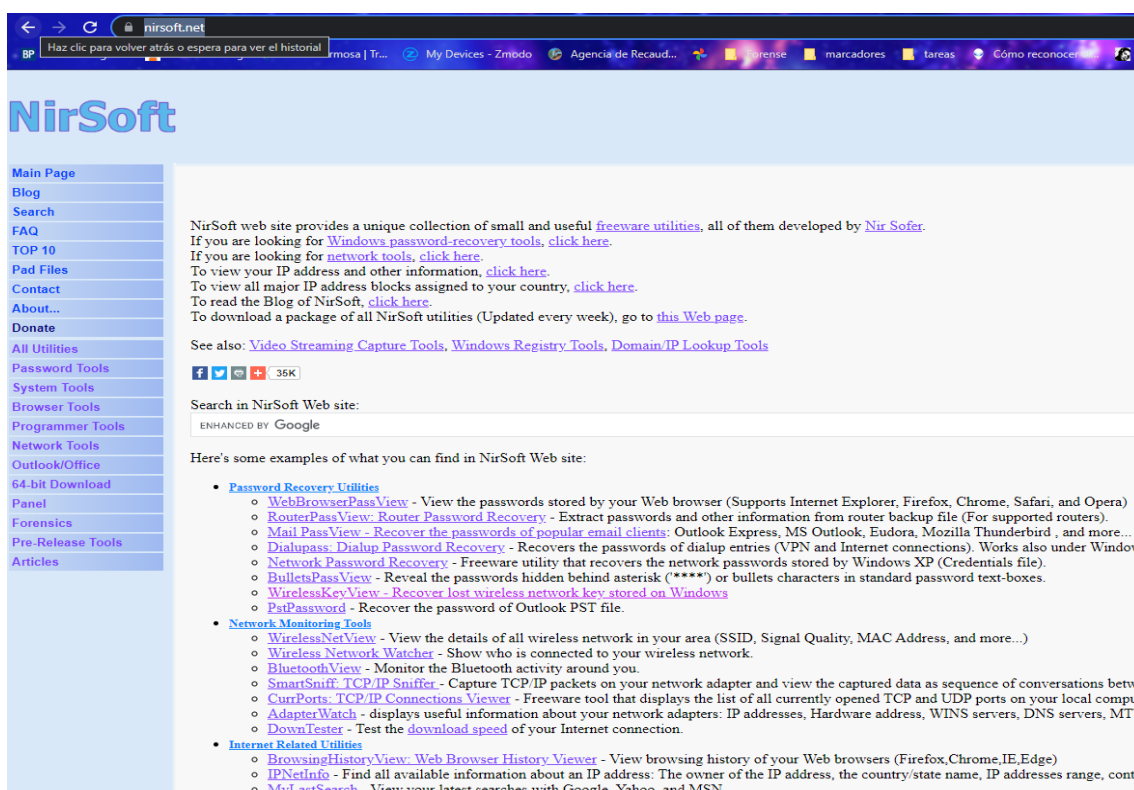 nirsoft.net
Haz clic para volver atrás o espera para ver el historial
BP
rmosa | Tr...
My Devices - Zmodo
Agencia de Recaud...
Forense
marcadores
tareas
Cómo reconocer
NirSoft
Main Page
Blog
Search
FAQ
TOP 10
Pad Files
Contact
About...
Donate
All Utilities
Password Tools
System Tools
Browser Tools
Programmer Tools
Network Tools
Outlook/Office
64-bit Download
Panel
Forensics
Pre-Release Tools
Articles
NirSoft web site provides a unique collection of small and useful freeware utilities, all of them developed by Nir Sofer.
If you are looking for Windows password-recovery tools, click here.
If you are looking for network tools, click here.
To view your IP address and other information, click here.
To view all major IP address blocks assigned to your country, click here.
To read the Blog of NirSoft, click here.
To download a package of all NirSoft utilities (Updated every week), go to this Web page.
See also: Video Streaming Capture Tools, Windows Registry Tools, Domain/IP Lookup Tools
35K
Search in NirSoft Web site:
ENHANCED BY Google
Here's some examples of what you can find in NirSoft Web site:
Password Recovery Utilities
WebBrowserPassView - View the passwords stored by your Web browser (Supports Internet Explorer, Firefox, Chrome, Safari, and Opera)
RouterPassView: Router Password Recovery - Extract passwords and other information from router backup file (For supported routers).
Mail PassView - Recover the passwords of popular email clients: Outlook Express, MS Outlook, Eudora, Mozilla Thunderbird , and more...
Dialupass: Dialup Password Recovery - Recovers the passwords of dialup entries (VPN and Internet connections). Works also under Window
Network Password Recovery - Freeware utility that recovers the network passwords stored by Windows XP (Credentials file).
BulletsPassView - Reveal the passwords hidden behind asterisk ('****') or bullets characters in standard password text-boxes.
WirelessKeyView - Recover lost wireless network key stored on Windows
PstPassword - Recover the password of Outlook PST file.
Network Monitoring Tools
WirelessNetView - View the details of all wireless network in your area (SSID, Signal Quality, MAC Address, and more...)
Wireless Network Watcher - Show who is connected to your wireless network.
BluetoothView - Monitor the Bluetooth activity around you.
SmartSniff: TCP/IP Sniffer - Capture TCP/IP packets on your network adapter and view the captured data as sequence of conversations betw
CurrPorts: TCP/IP Connections Viewer - Freeware tool that displays the list of all currently opened TCP and UDP ports on your local compu
AdapterWatch - displays useful information about your network adapters: IP addresses, Hardware address, WINS servers, DNS servers, MT
DownTester - Test the download speed of your Internet connection.
Internet Related Utilities
BrowsingHistoryView: Web Browser History Viewer - View browsing history of your Web browsers (Firefox,Chrome,IE,Edge)
IPNetInfo - Find all available information about an IP address: The owner of the IP address, the country/state name, IP addresses range, cont
MyLastSearch - View your latest searches with Google, Yahoo, and MSN